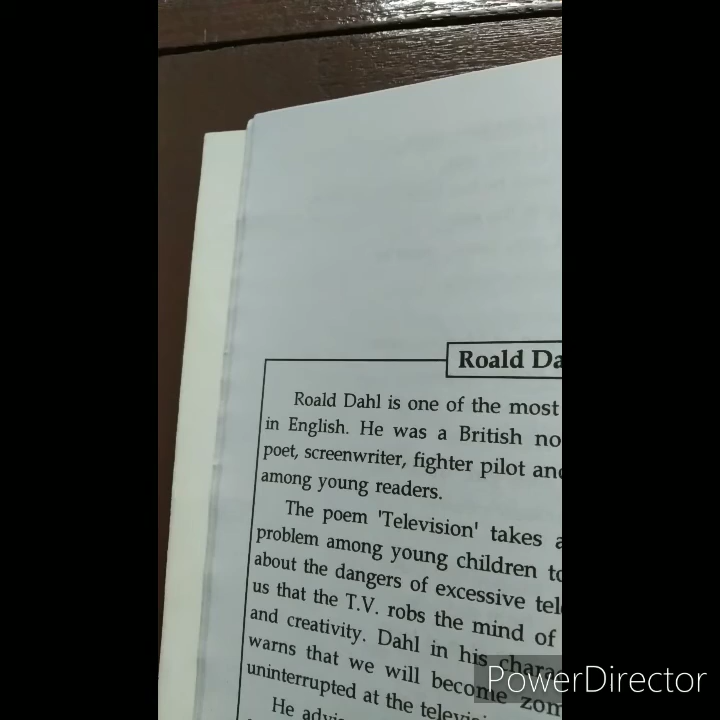 Roald Da
Roald Dahl is one of the most
in English. He was a British no
poet, screenwriter, fighter pilot and
among young readers.
The poem 'Television' takes a
problem among young children to
about the dangers of excessive tel
us that the T.V. robs the mind of
and creativity. Dahl in his charac
warns that we will become zom
uninterrupted at the televisi
He advis
PowerDirector